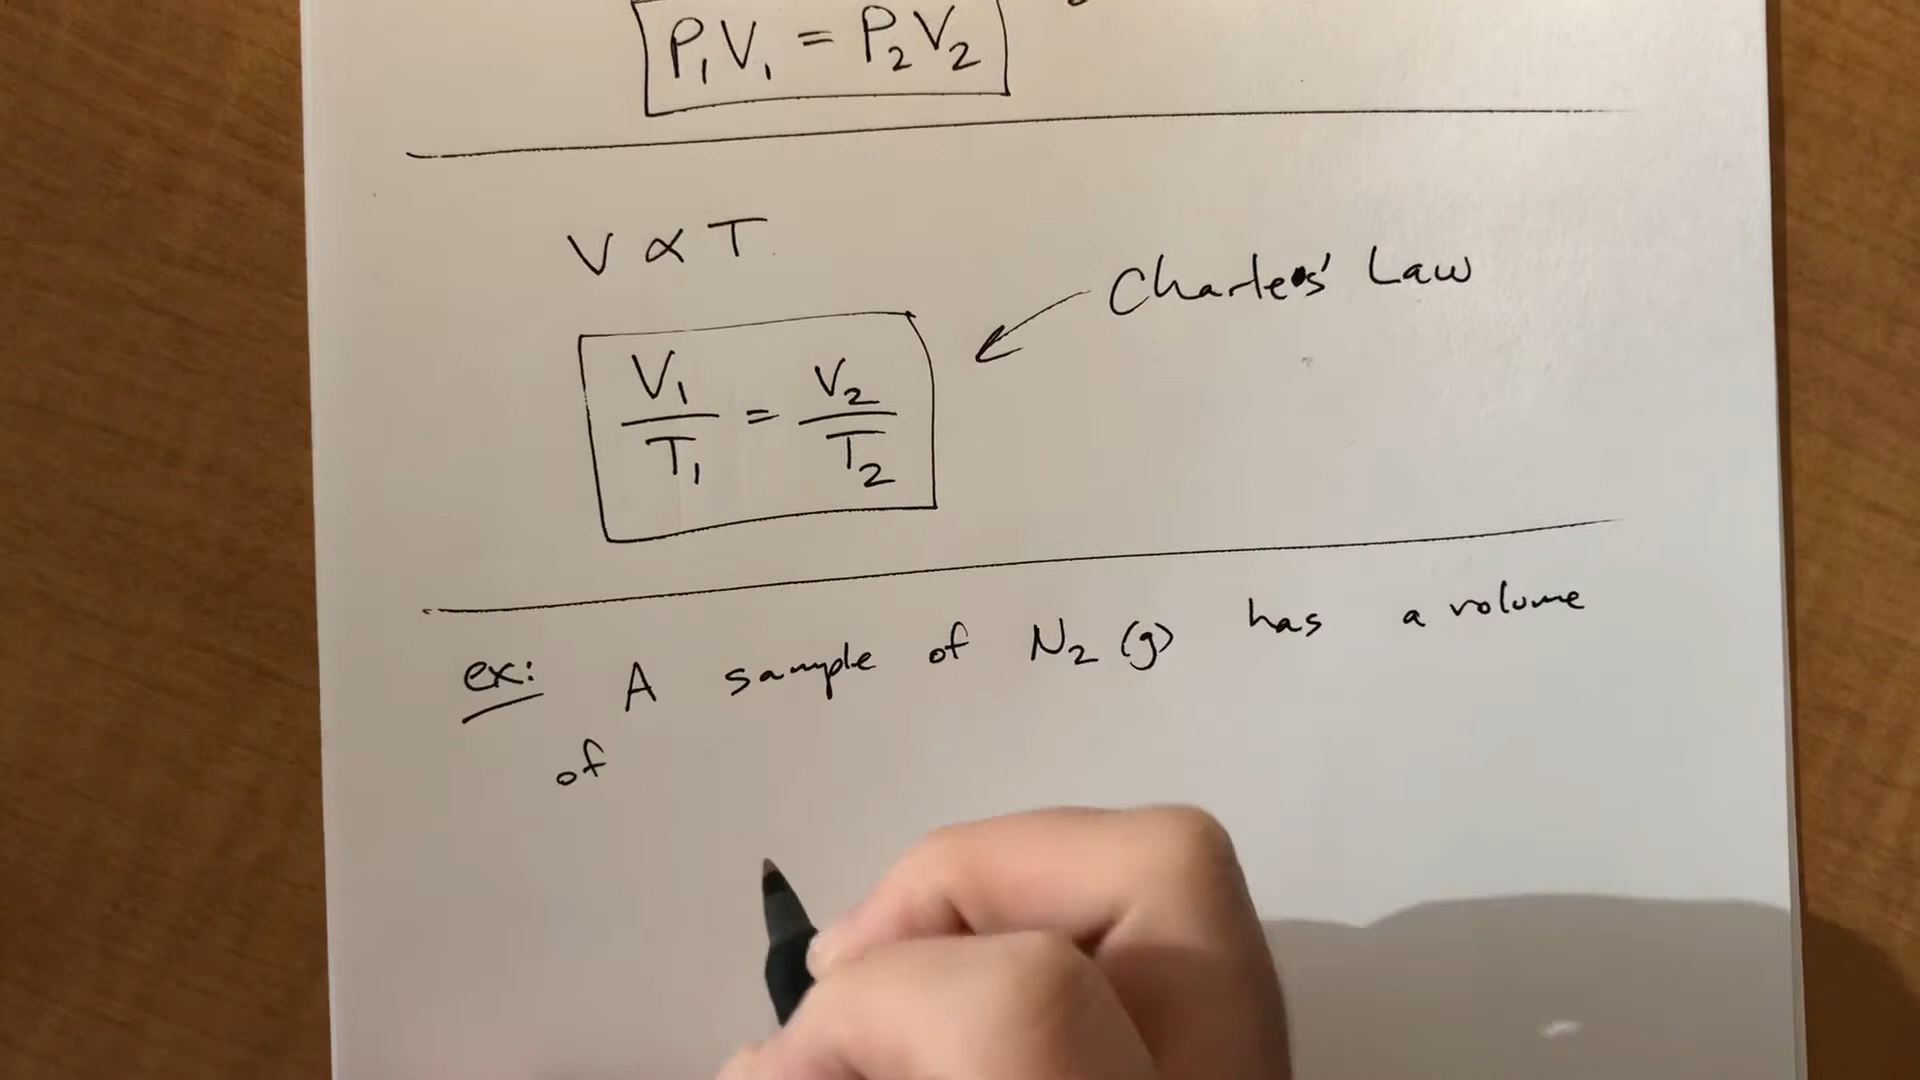 P₁V₁ = P₂V₂
V ∝ T
Charles' Law
V₁/T₁ = V₂/T₂
ex: A sample of N₂ (g) has a volume
of